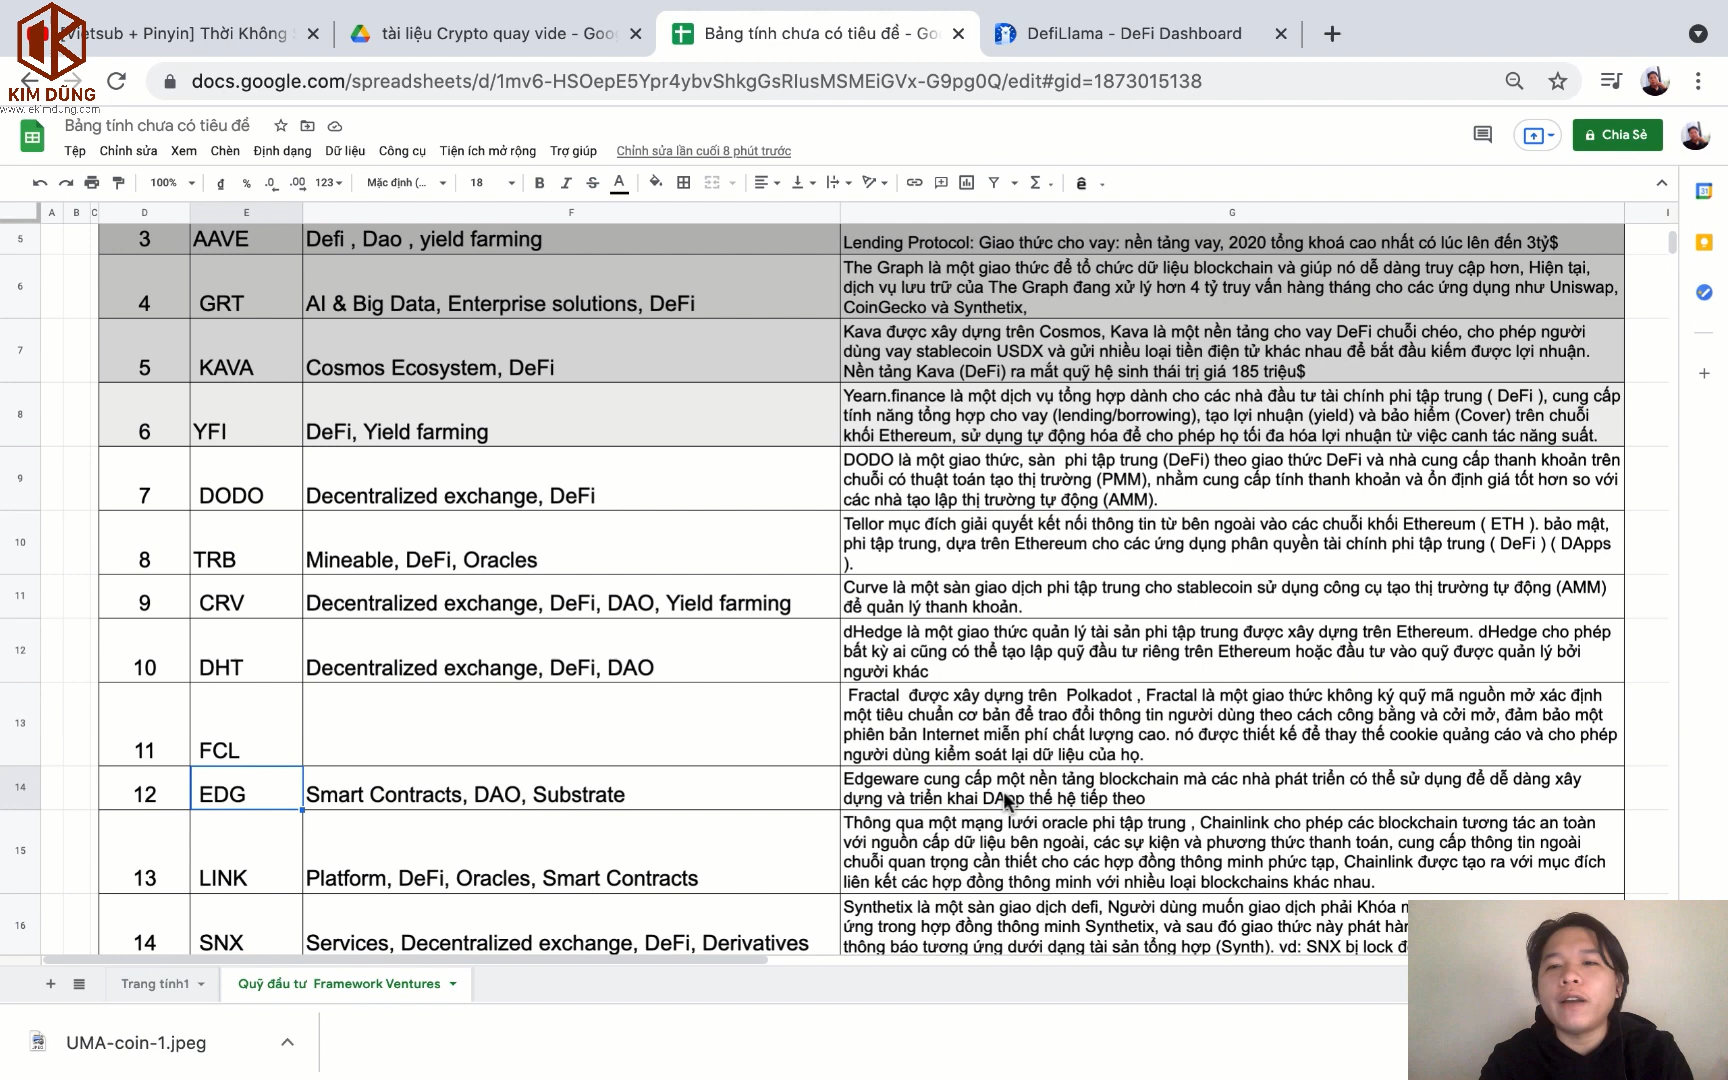 [Vietsub + Pinyin] Thời Không S
tài liệu Crypto quay vide - Goog
Bảng tính chưa có tiêu đề - Goo
DefiLlama - DeFi Dashboard
docs.google.com/spreadsheets/d/1mv6-HSOepE5Ypr4ybvShkgGsRIusMSMEiGVx-G9pg0Q/edit#gid=1873015138
KIM DŨNG
www.ekimdung.com
Bảng tính chưa có tiêu đề
Tệp Chỉnh sửa Xem Chèn Định dạng Dữ liệu Công cụ Tiện ích mở rộng Trợ giúp Chỉnh sửa lần cuối 8 phút trước
Chia Sẻ
100% đ % .0 .00 123 Mặc định (... 18 B I S A
A B C D E F G I
5 3 AAVE Defi , Dao , yield farming Lending Protocol: Giao thức cho vay: nền tảng vay, 2020 tổng khoá cao nhất có lúc lên đến 3tỷ$
The Graph là một giao thức để tổ chức dữ liệu blockchain và giúp nó dễ dàng truy cập hơn, Hiện tại,
dịch vụ lưu trữ của The Graph đang xử lý hơn 4 tỷ truy vấn hàng tháng cho các ứng dụng như Uniswap,
6 4 GRT AI & Big Data, Enterprise solutions, DeFi CoinGecko và Synthetix,
Kava được xây dựng trên Cosmos, Kava là một nền tảng cho vay DeFi chuỗi chéo, cho phép người
dùng vay stablecoin USDX và gửi nhiều loại tiền điện tử khác nhau để bắt đầu kiếm được lợi nhuận.
7 5 KAVA Cosmos Ecosystem, DeFi Nền tảng Kava (DeFi) ra mắt quỹ hệ sinh thái trị giá 185 triệu$
Yearn.finance là một dịch vụ tổng hợp dành cho các nhà đầu tư tài chính phi tập trung ( DeFi ), cung cấp
tính năng tổng hợp cho vay (lending/borrowing), tạo lợi nhuận (yield) và bảo hiểm (Cover) trên chuỗi
8 6 YFI DeFi, Yield farming khối Ethereum, sử dụng tự động hóa để cho phép họ tối đa hóa lợi nhuận từ việc canh tác năng suất.
DODO là một giao thức, sàn phi tập trung (DeFi) theo giao thức DeFi và nhà cung cấp thanh khoản trên
chuỗi có thuật toán tạo thị trường (PMM), nhằm cung cấp tính thanh khoản và ổn định giá tốt hơn so với
9 7 DODO Decentralized exchange, DeFi các nhà tạo lập thị trường tự động (AMM).
Tellor mục đích giải quyết kết nối thông tin từ bên ngoài vào các chuỗi khối Ethereum ( ETH ). bảo mật,
phi tập trung, dựa trên Ethereum cho các ứng dụng phân quyền tài chính phi tập trung ( DeFi ) ( DApps
10 8 TRB Mineable, DeFi, Oracles ).
Curve là một sàn giao dịch phi tập trung cho stablecoin sử dụng công cụ tạo thị trường tự động (AMM)
11 9 CRV Decentralized exchange, DeFi, DAO, Yield farming để quản lý thanh khoản.
dHedge là một giao thức quản lý tài sản phi tập trung được xây dựng trên Ethereum. dHedge cho phép
bất kỳ ai cũng có thể tạo lập quỹ đầu tư riêng trên Ethereum hoặc đầu tư vào quỹ được quản lý bởi
12 10 DHT Decentralized exchange, DeFi, DAO người khác
Fractal được xây dựng trên Polkadot , Fractal là một giao thức không ký quỹ mã nguồn mở xác định
một tiêu chuẩn cơ bản để trao đổi thông tin người dùng theo cách công bằng và cởi mở, đảm bảo một
phiên bản Internet miễn phí chất lượng cao. nó được thiết kế để thay thế cookie quảng cáo và cho phép
13 11 FCL người dùng kiểm soát lại dữ liệu của họ.
Edgeware cung cấp một nền tảng blockchain mà các nhà phát triển có thể sử dụng để dễ dàng xây
14 12 EDG Smart Contracts, DAO, Substrate dựng và triển khai DApp thế hệ tiếp theo
Thông qua một mạng lưới oracle phi tập trung , Chainlink cho phép các blockchain tương tác an toàn
với nguồn cấp dữ liệu bên ngoài, các sự kiện và phương thức thanh toán, cung cấp thông tin ngoài
chuỗi quan trọng cần thiết cho các hợp đồng thông minh phức tạp, Chainlink được tạo ra với mục đích
15 13 LINK Platform, DeFi, Oracles, Smart Contracts liên kết các hợp đồng thông minh với nhiều loại blockchains khác nhau.
Synthetix là một sàn giao dịch defi, Người dùng muốn giao dịch phải Khóa m
ứng trong hợp đồng thông minh Synthetix, và sau đó giao thức này phát hàn
16 14 SNX Services, Decentralized exchange, DeFi, Derivatives thông báo tương ứng dưới dạng tài sản tổng hợp (Synth). vd: SNX bị lock đ
Trang tính1 Quỹ đầu tư Framework Ventures
UMA-coin-1.jpeg